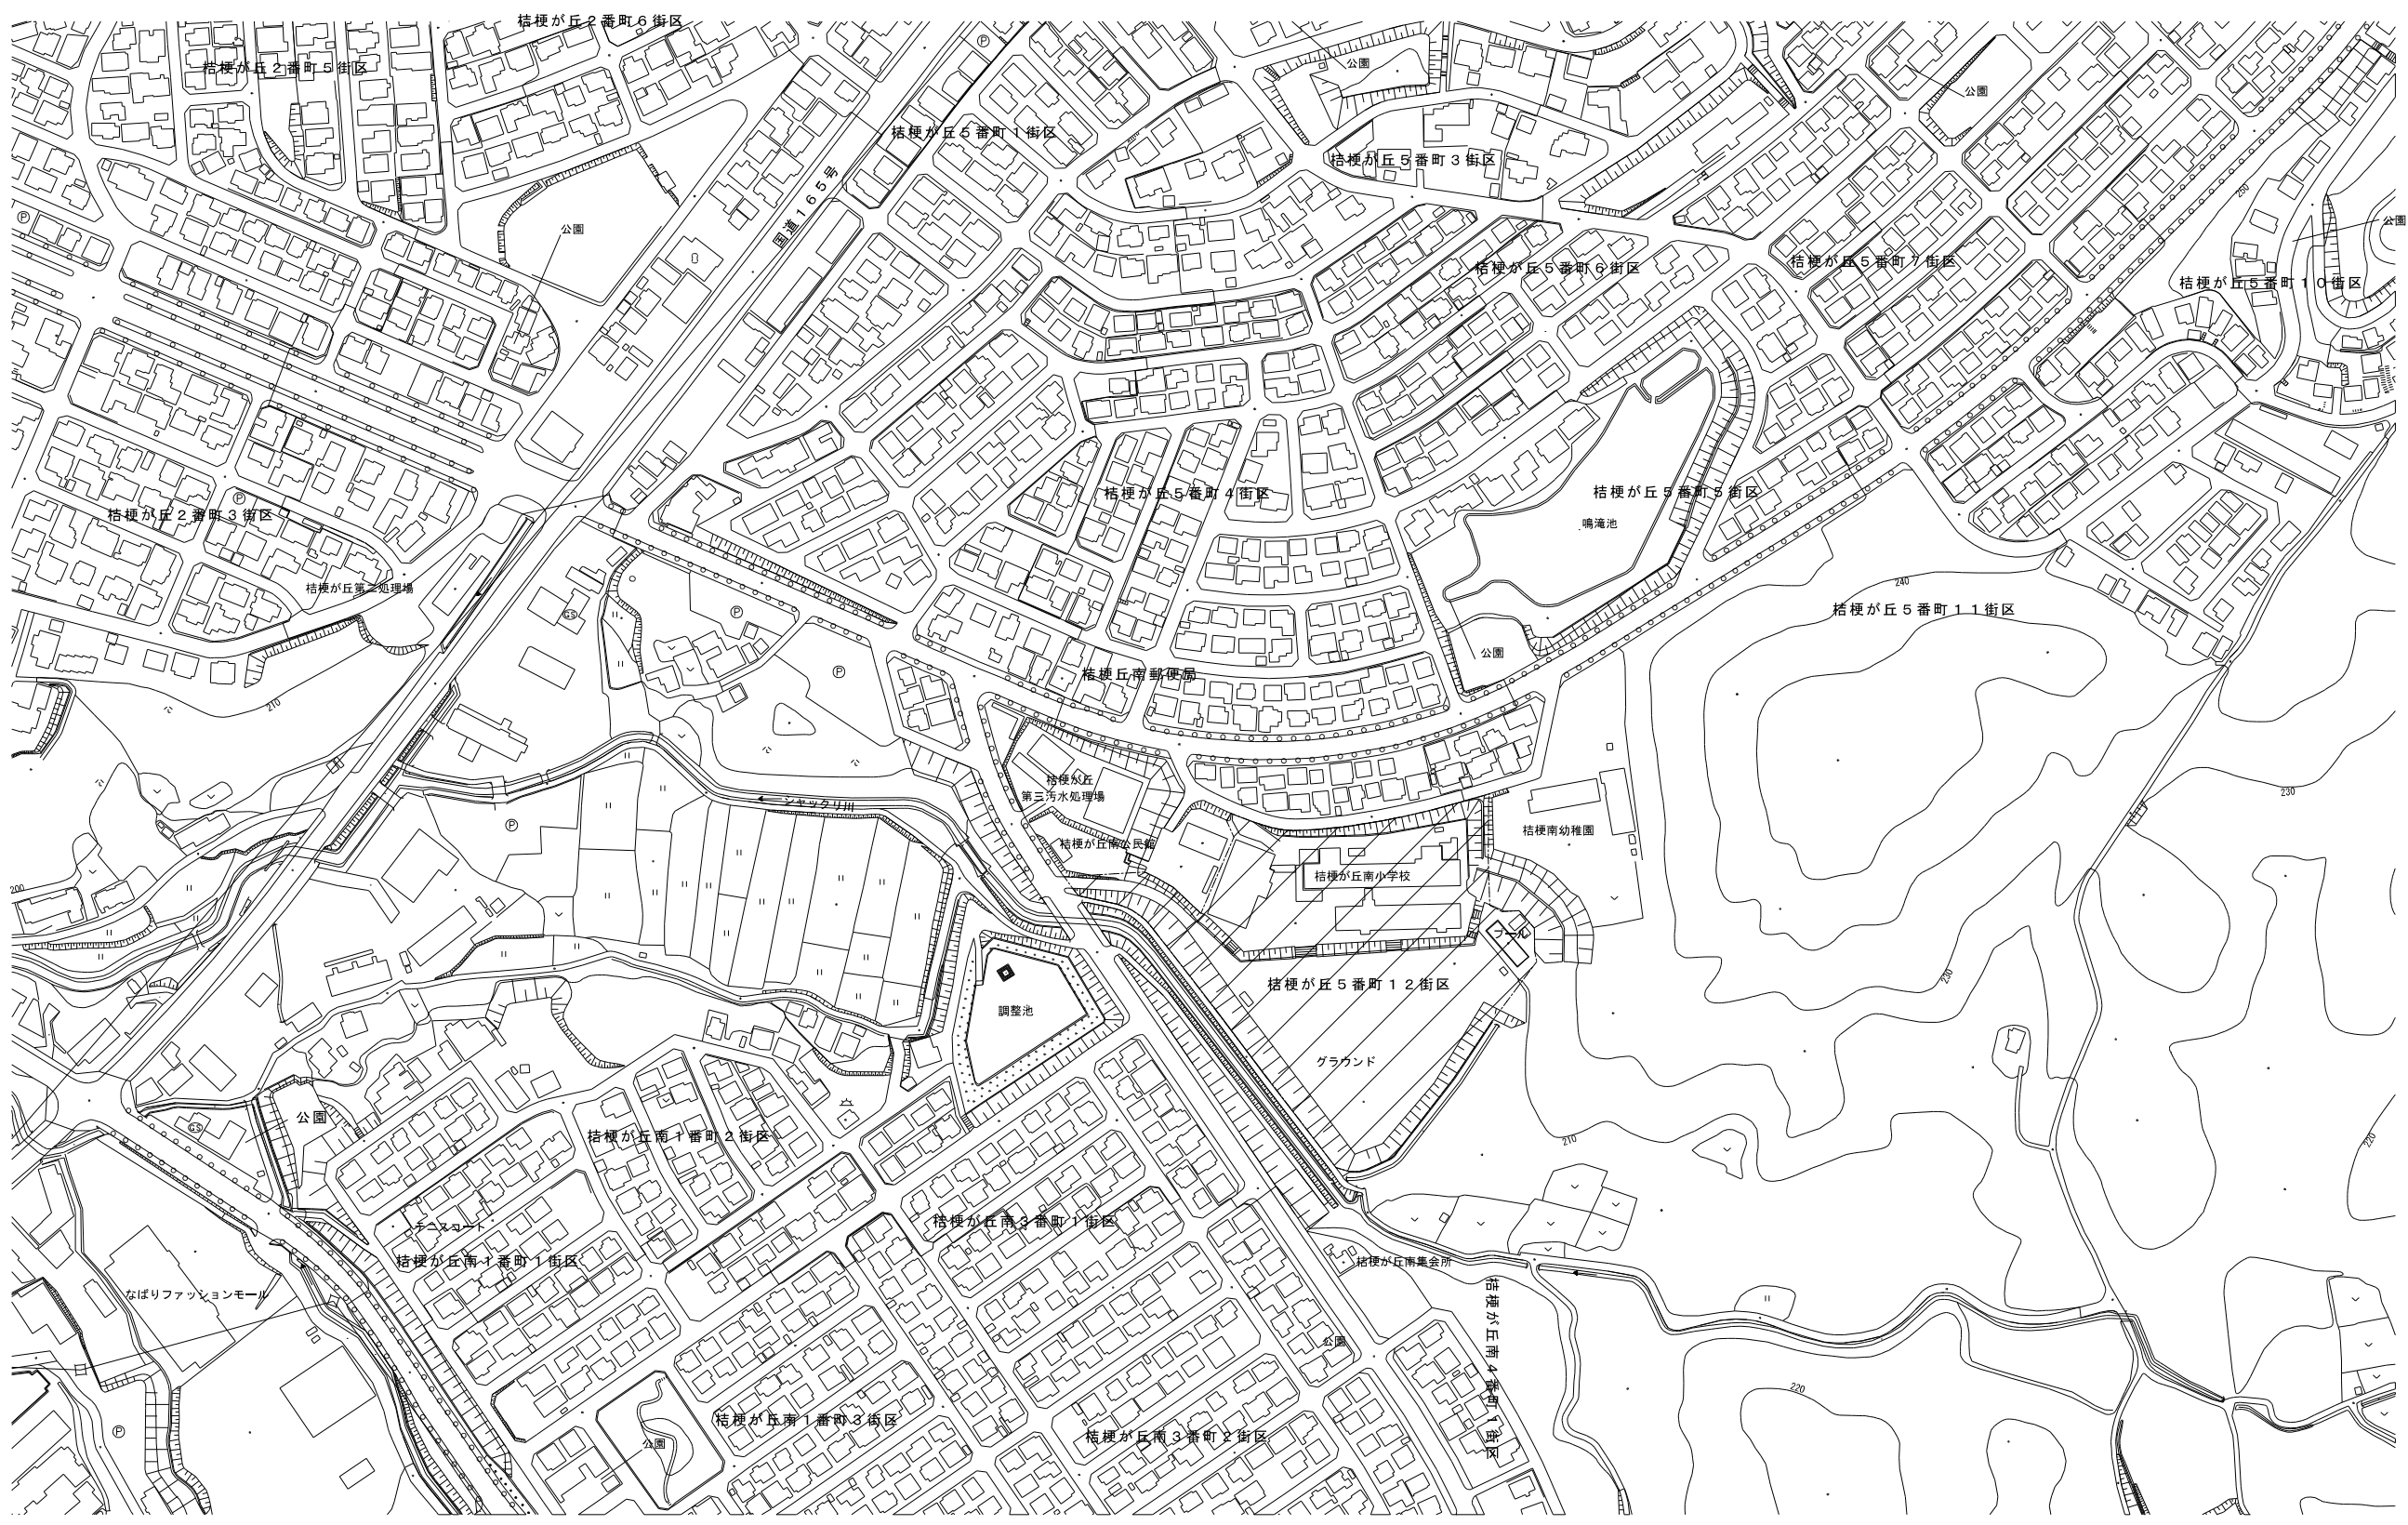 桔梗が丘２番町６街区
桔梗が丘２番町５街区
公園
公園
桔梗が丘５番町１街区
桔梗が丘５番町３街区
国道１６５号
250
公園
公園
桔梗が丘５番町６街区
桔梗が丘５番町７街区
桔梗が丘５番町１０街区
桔梗が丘５番町４街区
桔梗が丘５番町５街区
鳴滝池
桔梗が丘２番町３街区
桔梗が丘第二処理場
GS
240
桔梗が丘５番町１１街区
公園
桔梗丘南郵便局
210
桔梗が丘
第三汚水処理場
シャックリ川
230
桔梗南幼稚園
桔梗が丘南公民館
桔梗が丘南小学校
200
プール
230
桔梗が丘５番町１２街区
調整池
グラウンド
公園
GS
桔梗が丘南１番町２街区
210
220
テニスコート
桔梗が丘南３番町１街区
桔梗が丘南１番町１街区
桔梗が丘南集会所
なばりファッションモール
公園
桔梗が丘南４番町１街区
220
桔梗が丘南１番町３街区
公園
桔梗が丘南３番町２街区
P
P
P
P
P
P
P